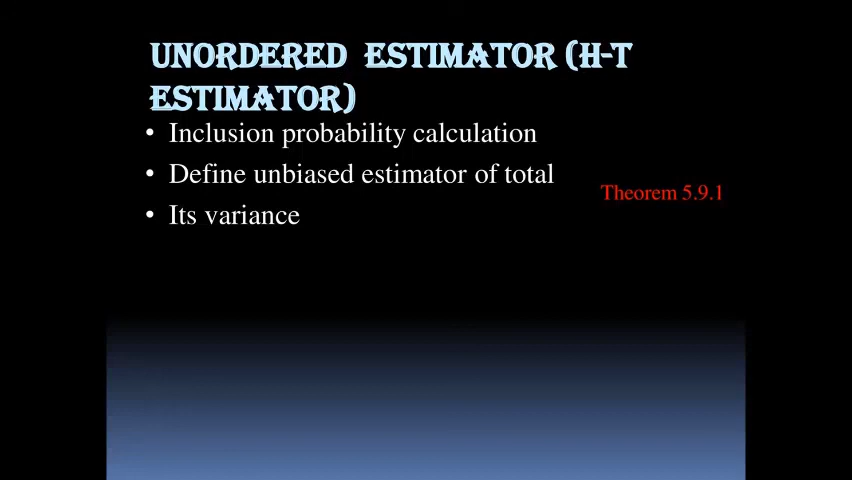 UNORDERED ESTIMATOR (H-T
ESTIMATOR)
• Inclusion probability calculation
• Define unbiased estimator of total
Theorem 5.9.1
• Its variance